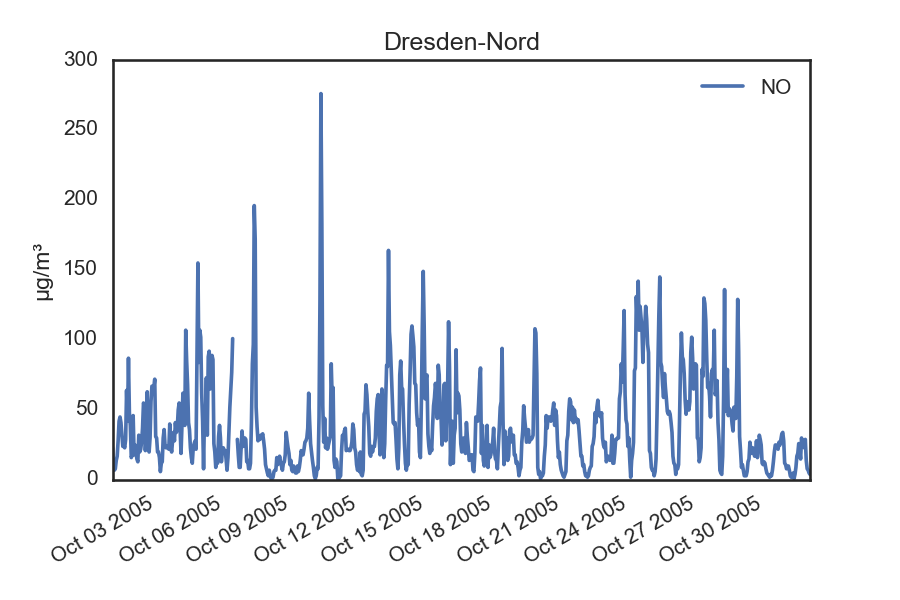 Dresden-Nord
NO
µg/m³
300
250
200
150
100
50
0
Oct 03 2005
Oct 06 2005
Oct 09 2005
Oct 12 2005
Oct 15 2005
Oct 18 2005
Oct 21 2005
Oct 24 2005
Oct 27 2005
Oct 30 2005